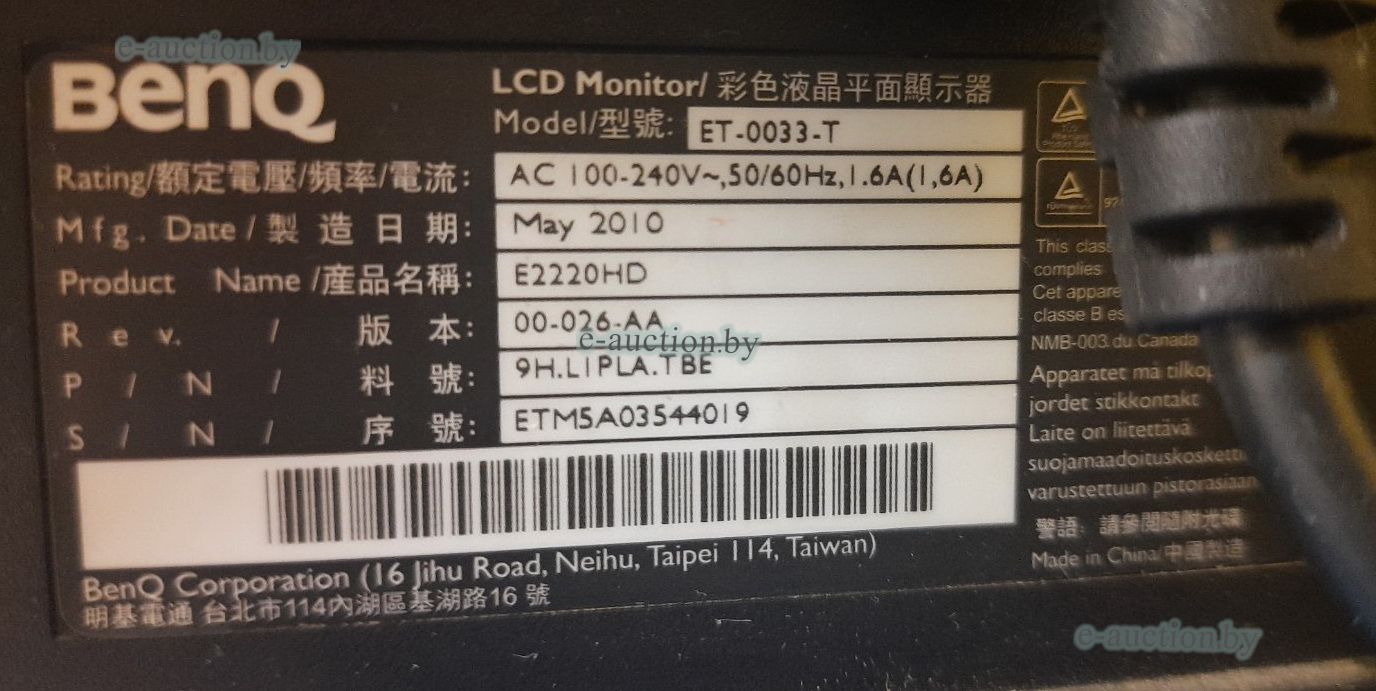 e-auction.by
BenQ
LCD Monitor/ 彩色液晶平面顯示器
Model/型號: ET-0033-T
Rating/額定電壓/頻率/電流: AC 100-240V~,50/60Hz,1.6A(1,6A)
Mfg. Date / 製造日期: May 2010
Product Name /產品名稱: E2220HD
Rev. / 版本: 00-026-AA
e-auction.by
P / N / 料號: 9H.L1PLA.TBE
S / N / 序號: ETM5A03544019
BenQ Corporation (16 Jihu Road, Neihu, Taipei 114, Taiwan)
明基電通 台北市114內湖區基湖路16 號
This class
complies
Cet appare
classe B es
NMB-003 du Canada
Apparatet må tilkop
jordet stikkontakt
Laite on liitettävä
suojamaadoituskosketti
varustettuun pistorasiaan
警語: 請參閱隨附光碟
Made in China/中國製造
e-auction.by